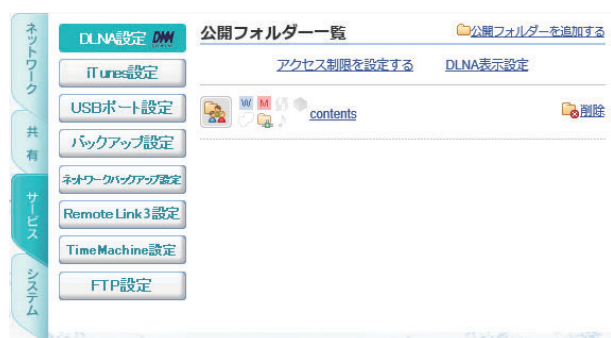 ネットワーク
共有
サービス
システム
DLNA設定
iTunes設定
USBポート設定
バックアップ設定
ネットワークバックアップ設定
Remote Link 3設定
TimeMachine設定
FTP設定
公開フォルダー一覧
公開フォルダーを追加する
アクセス制限を設定する DLNA表示設定
W M contents 削除